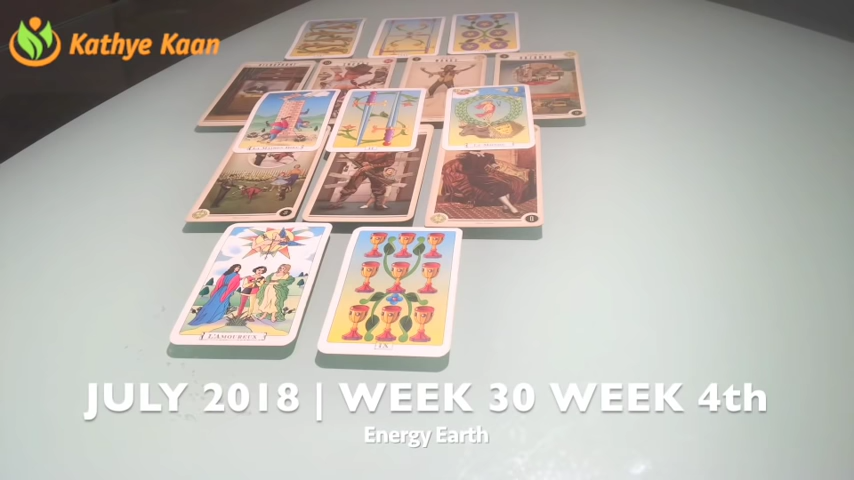 Kathye Kaan
L'AMOUREUX
IX
JULY 2018 | WEEK 30 WEEK 4th
Energy Earth